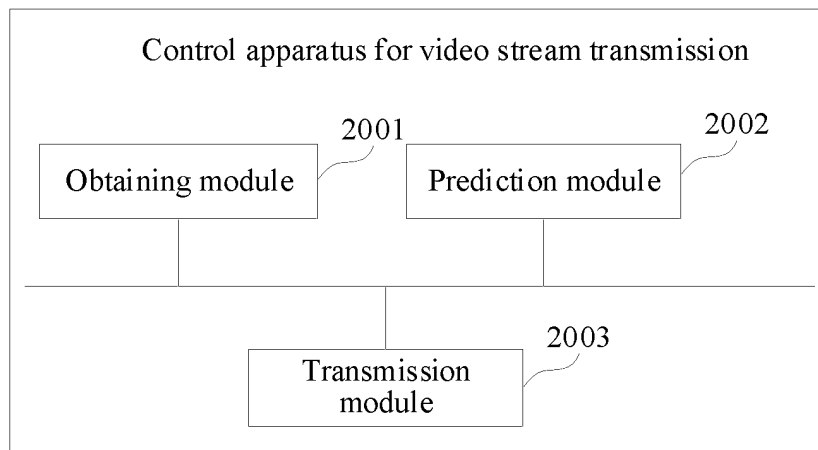 Control apparatus for video stream transmission
2001
Obtaining module
2002
Prediction module
2003
Transmission
module